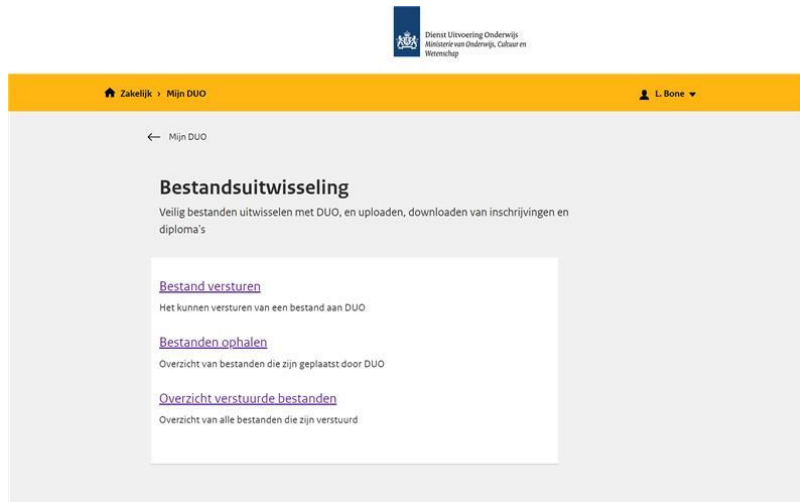 Dienst Uitvoering Onderwijs
Ministerie van Onderwijs, Cultuur en
Wetenschap
Zakelijk › Mijn DUO
L. Bone
Mijn DUO
Bestandsuitwisseling
Veilig bestanden uitwisselen met DUO, en uploaden, downloaden van inschrijvingen en
diploma's
Bestand versturen
Het kunnen versturen van een bestand aan DUO
Bestanden ophalen
Overzicht van bestanden die zijn geplaatst door DUO
Overzicht verstuurde bestanden
Overzicht van alle bestanden die zijn verstuurd